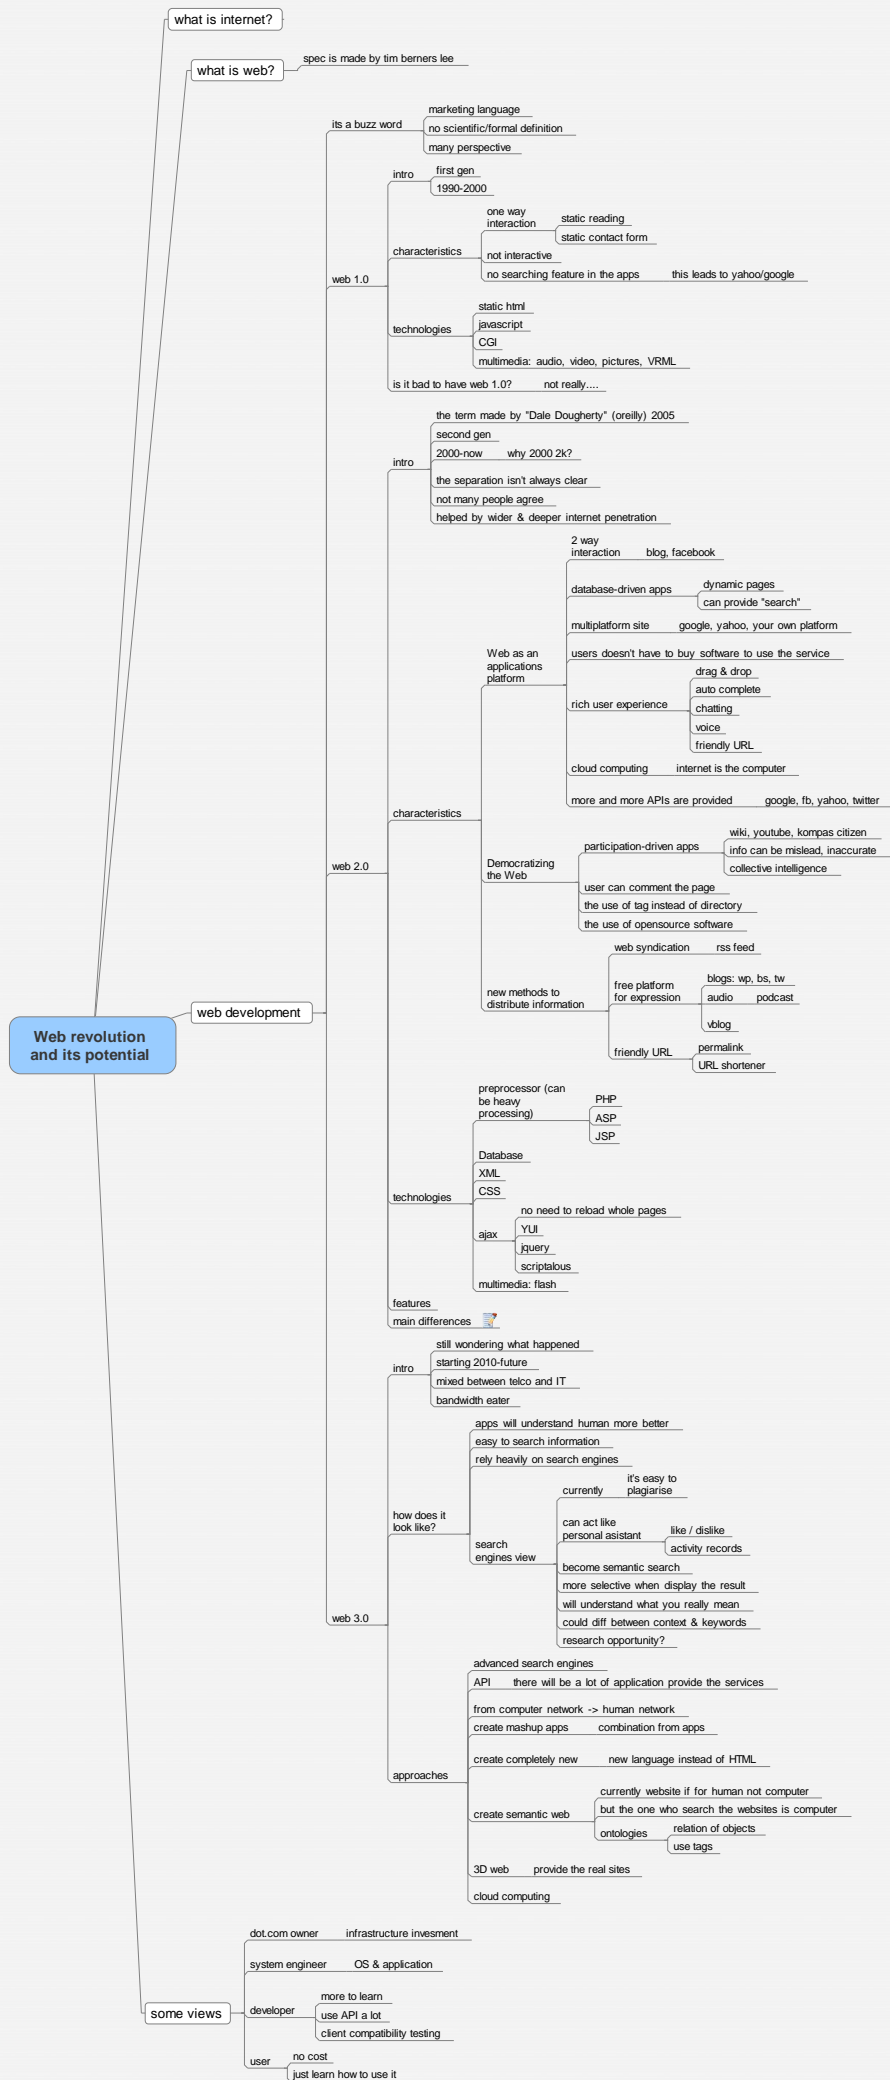 what is internet?
what is web?
spec is made by tim berners lee
its a buzz word
marketing language
no scientific/formal definition
many perspective
web 1.0
intro
first gen
1990-2000
characteristics
one way
interaction
static reading
static contact form
not interactive
no searching feature in the apps
this leads to yahoo/google
technologies
static html
javascript
CGI
multimedia: audio, video, pictures, VRML
is it bad to have web 1.0?
not really....
web 2.0
intro
the term made by "Dale Dougherty" (oreilly) 2005
second gen
2000-now
why 2000 2k?
the separation isn't always clear
not many people agree
helped by wider & deeper internet penetration
characteristics
Web as an
applications
platform
2 way
interaction
blog, facebook
database-driven apps
dynamic pages
can provide "search"
multiplatform site
google, yahoo, your own platform
users doesn't have to buy software to use the service
rich user experience
drag & drop
auto complete
chatting
voice
friendly URL
cloud computing
internet is the computer
more and more APIs are provided
google, fb, yahoo, twitter
Democratizing
the Web
participation-driven apps
wiki, youtube, kompas citizen
info can be mislead, inaccurate
collective intelligence
user can comment the page
the use of tag instead of directory
the use of opensource software
new methods to
distribute information
web syndication
rss feed
free platform
for expression
blogs: wp, bs, tw
audio
podcast
vblog
friendly URL
permalink
URL shortener
technologies
preprocessor (can
be heavy
processing)
PHP
ASP
JSP
Database
XML
CSS
ajax
no need to reload whole pages
YUI
jquery
scriptalous
multimedia: flash
features
main differences
web development
Web revolution
and its potential
web 3.0
intro
still wondering what happened
starting 2010-future
mixed between telco and IT
bandwidth eater
how does it
look like?
apps will understand human more better
easy to search information
rely heavily on search engines
search
engines view
currently
it's easy to
plagiarise
can act like
personal asistant
like / dislike
activity records
become semantic search
more selective when display the result
will understand what you really mean
could diff between context & keywords
research opportunity?
approaches
advanced search engines
API
there will be a lot of application provide the services
from computer network -> human network
create mashup apps
combination from apps
create completely new
new language instead of HTML
create semantic web
currently website if for human not computer
but the one who search the websites is computer
ontologies
relation of objects
use tags
3D web
provide the real sites
cloud computing
some views
dot.com owner
infrastructure invesment
system engineer
OS & application
developer
more to learn
use API a lot
client compatibility testing
user
no cost
just learn how to use it